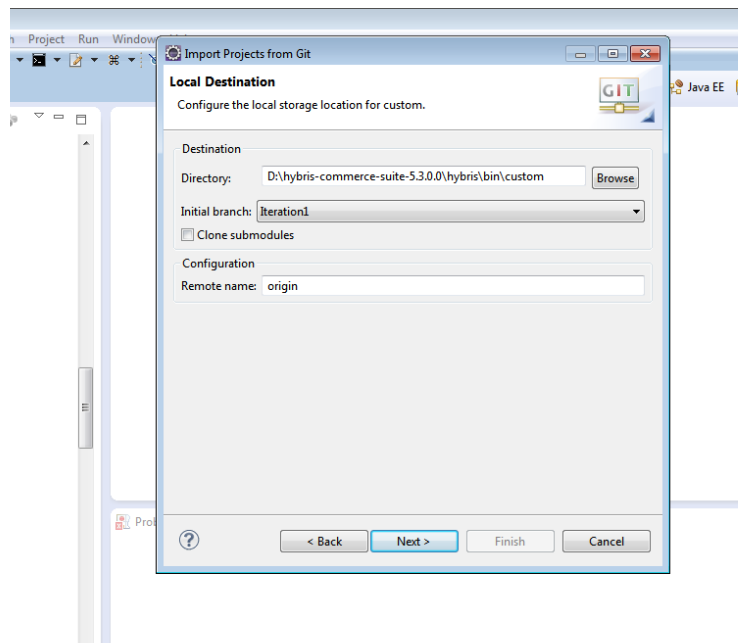 Project Run Window
Import Projects from Git
Java EE
Local Destination
Configure the local storage location for custom.
GIT
Destination
Directory: D:\hybris-commerce-suite-5.3.0.0\hybris\bin\custom Browse
Initial branch: Iteration1
Clone submodules
Configuration
Remote name: origin
Prob
? < Back Next > Finish Cancel